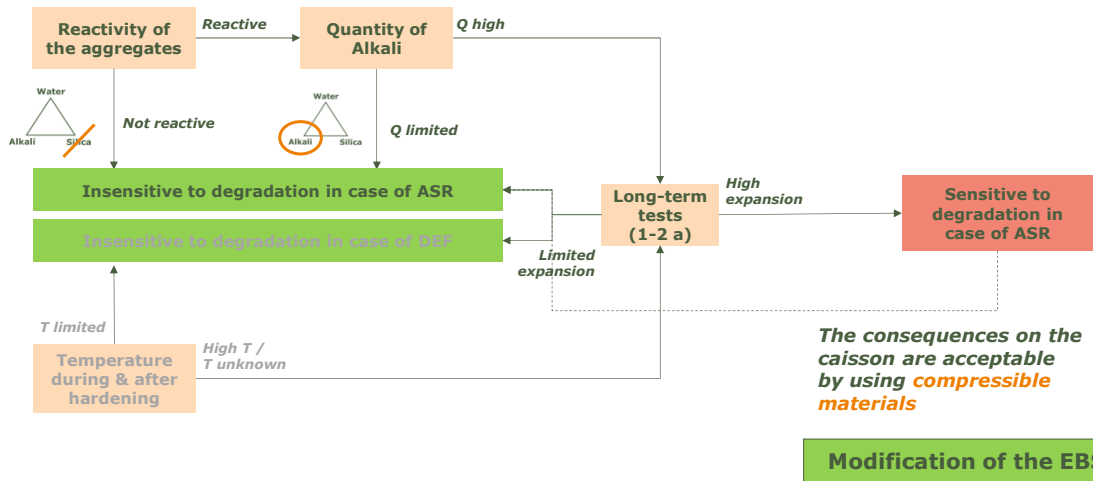 Reactivity of
the aggregates
Reactive
Quantity of
Alkali
Q high
Water
Alkali
Silica
Not reactive
Water
Alkali
Silica
Q limited
Insensitive to degradation in case of ASR
Insensitive to degradation in case of DEF
Limited
expansion
Long-term
tests
(1-2 a)
High
expansion
Sensitive to
degradation in
case of ASR
T limited
High T /
T unknown
Temperature
during & after
hardening
The consequences on the
caisson are acceptable
by using compressible
materials
Modification of the EBS